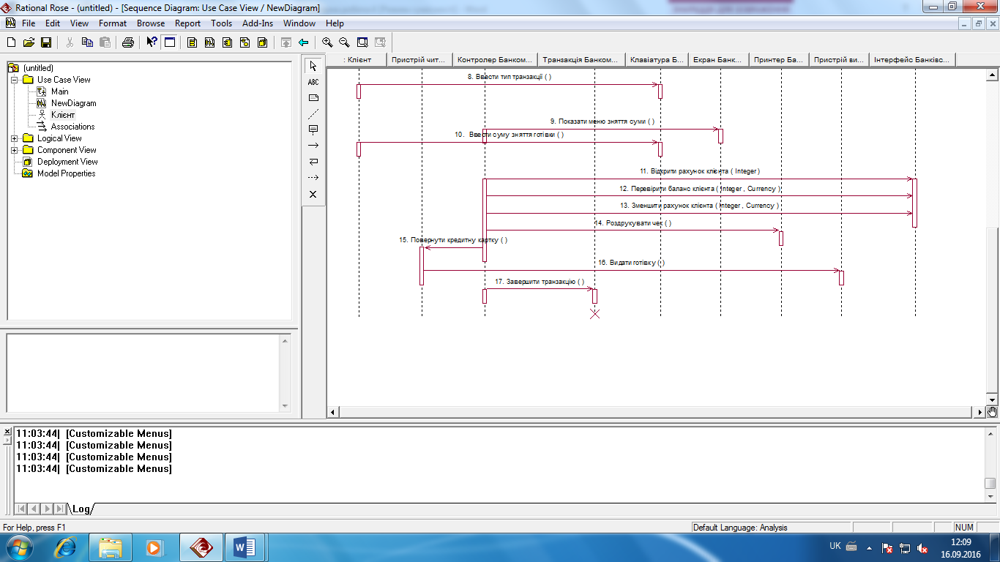 Rational Rose - (untitled) - [Sequence Diagram: Use Case View / NewDiagram]
File Edit View Format Browse Report Tools Add-Ins Window Help
ABC
(untitled)
Use Case View
Main
NewDiagram
Клієнт
Associations
Logical View
Component View
Deployment View
Model Properties
: Клієнт
Пристрій чит...
Контролер Банком...
Транзакція Банком...
Клавіатура Б...
Екран Банк...
Принтер Ба...
Пристрій ви...
Інтерфейс Банківс...
8. Ввести тип транзакції ( )
9. Показати меню зняття суми ( )
10. Ввести суму зняття готівки ( )
11. Відкрити рахунок клієнта ( Integer )
12. Перевірити баланс клієнта ( Integer , Currency )
13. Зменшити рахунок клієнта ( Integer , Currency )
14. Роздрукувати чек ( )
15. Повернути кредитну картку ( )
16. Видати готівку ( )
17. Завершити транзакцію ( )
11:03:44| [Customizable Menus]
11:03:44| [Customizable Menus]
11:03:44| [Customizable Menus]
11:03:44| [Customizable Menus]
Log
For Help, press F1
Default Language: Analysis
NUM
UK
12:09
16.09.2016